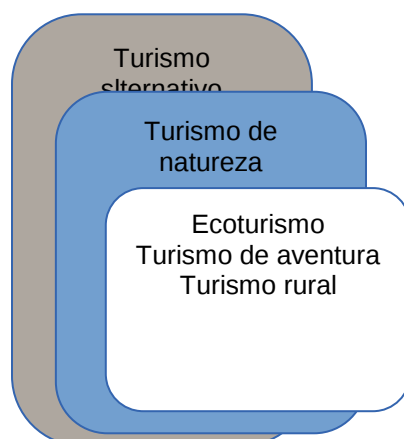 Turismo
slternativo
Turismo de
natureza
Ecoturismo
Turismo de aventura
Turismo rural